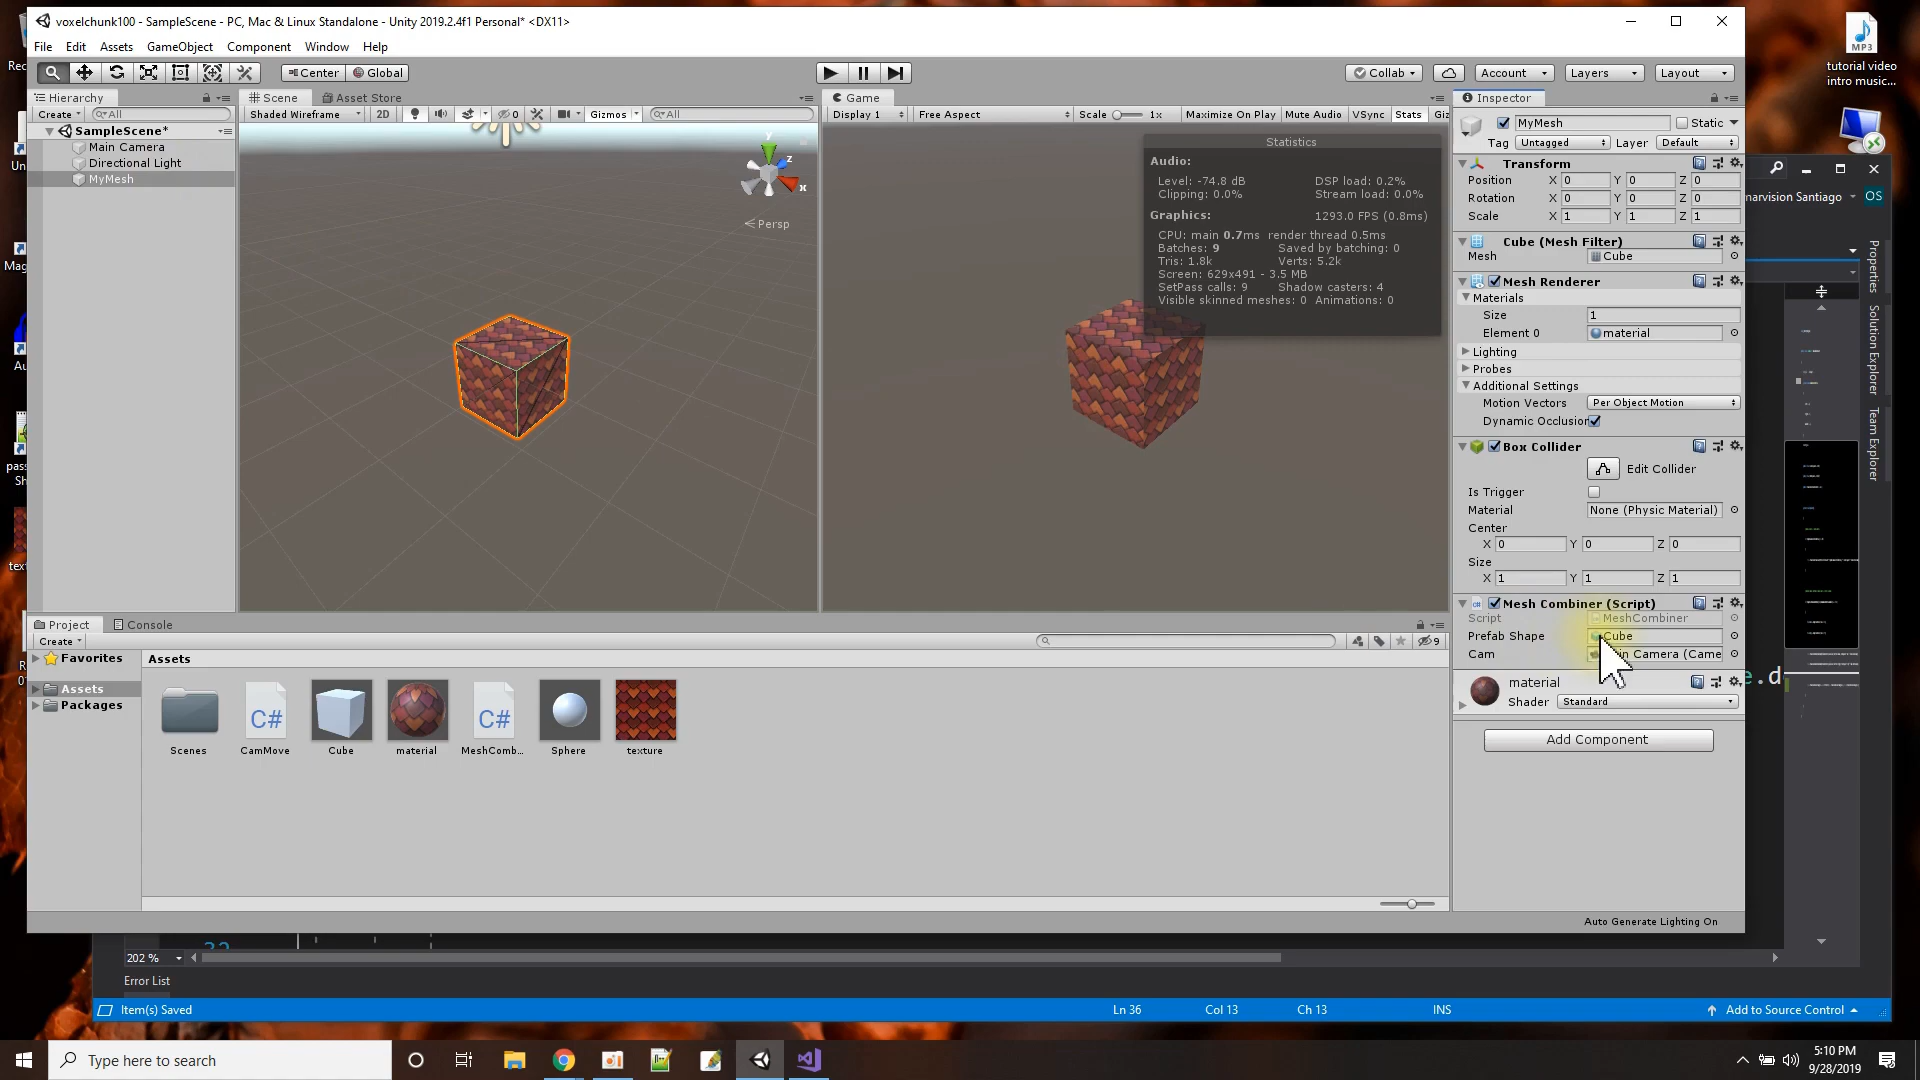 voxelchunk100 - SampleScene - PC, Mac & Linux Standalone - Unity 2019.2.4f1 Personal* <DX11>
File Edit Assets GameObject Component Window Help
Center Global Collab Account Layers Layout
Hierarchy Scene Asset Store Game Inspector
Create All Shaded Wireframe 2D 0 Gizmos All Display 1 Free Aspect Scale 1x Maximize On Play Mute Audio VSync Stats
SampleScene*
Main Camera
Directional Light
MyMesh
y
z
x
Persp
Statistics
Audio:
Level: -74.8 dB DSP load: 0.2%
Clipping: 0.0% Stream load: 0.0%
Graphics: 1293.0 FPS (0.8ms)
CPU: main 0.7ms render thread 0.5ms
Batches: 9 Saved by batching: 0
Tris: 1.8k Verts: 5.2k
Screen: 629x491 - 3.5 MB
SetPass calls: 9 Shadow casters: 4
Visible skinned meshes: 0 Animations: 0
MyMesh Static
Tag Untagged Layer Default
Transform
Position X 0 Y 0 Z 0
Rotation X 0 Y 0 Z 0
Scale X 1 Y 1 Z 1
Cube (Mesh Filter)
Mesh Cube
Mesh Renderer
Materials
Size 1
Element 0 material
Lighting
Probes
Additional Settings
Motion Vectors Per Object Motion
Dynamic Occlusion
Box Collider
Edit Collider
Is Trigger
Material None (Physic Material)
Center
X 0 Y 0 Z 0
Size
X 1 Y 1 Z 1
Mesh Combiner (Script)
Script MeshCombiner
Prefab Shape Cube
Cam in Camera (Came
material
Shader Standard
Add Component
Project Console
Create 9
Favorites Assets
Assets
Packages
Scenes CamMove Cube material MeshComb... Sphere texture
C# C#
Auto Generate Lighting On
MP3
tutorial video
intro music...
narvision Santiago OS
Properties
Solution Explorer
Team Explorer
e.d
32
202 %
Error List
Item(s) Saved Ln 36 Col 13 Ch 13 INS Add to Source Control
Type here to search
5:10 PM
9/28/2019